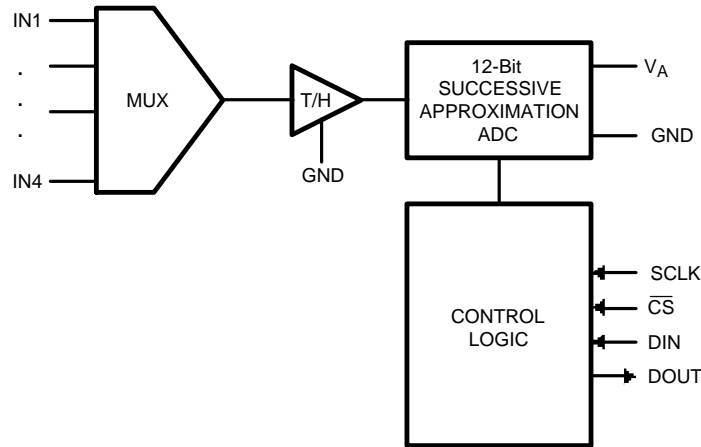 IN1
.
.
.
IN4
MUX
T/H
GND
12-Bit
SUCCESSIVE
APPROXIMATION
ADC
VA
GND
CONTROL
LOGIC
SCLK
CS
DIN
DOUT